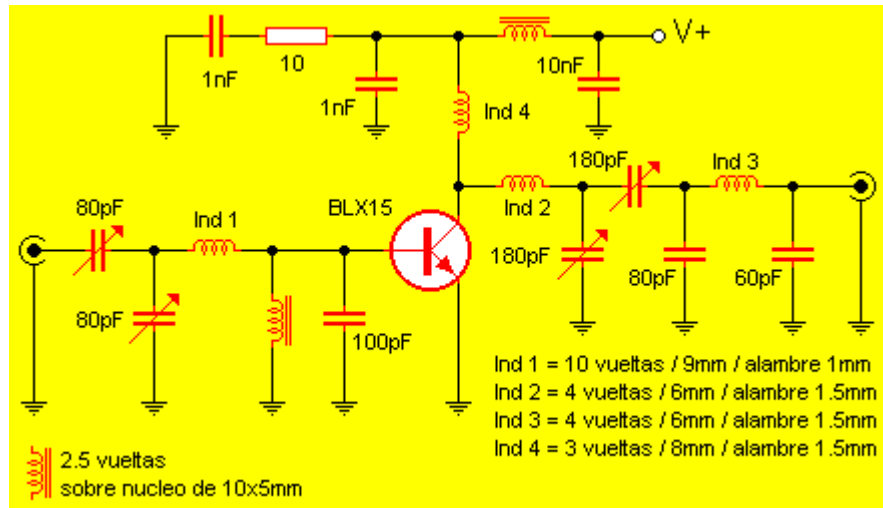 V+
1nF
10
1nF
10nF
Ind 4
180pF
Ind 3
80pF
Ind 1
BLX15
Ind 2
80pF
100pF
180pF
80pF
60pF
Ind 1 = 10 vueltas / 9mm / alambre 1mm
Ind 2 = 4 vueltas / 6mm / alambre 1.5mm
Ind 3 = 4 vueltas / 6mm / alambre 1.5mm
Ind 4 = 3 vueltas / 8mm / alambre 1.5mm
2.5 vueltas
sobre nucleo de 10x5mm